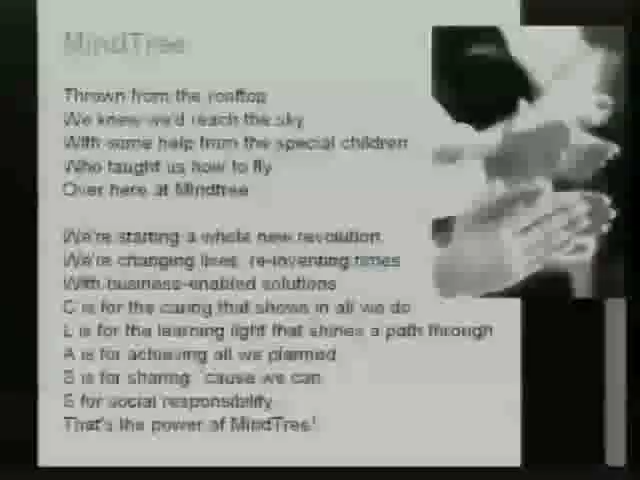 MindTree
Thrown from the rooftop
We knew we'd reach the sky
With some help from the special children
Who taught us how to fly
Over here at Mindtree
We're starting a whole new revolution
We're changing lives, re-inventing times
With business-enabled solutions
C is for the caring that shows in all we do
L is for the learning light that shines a path through
A is for achieving all we planned
S is for sharing 'cause we can
S for social responsibility
That's the power of MindTree!